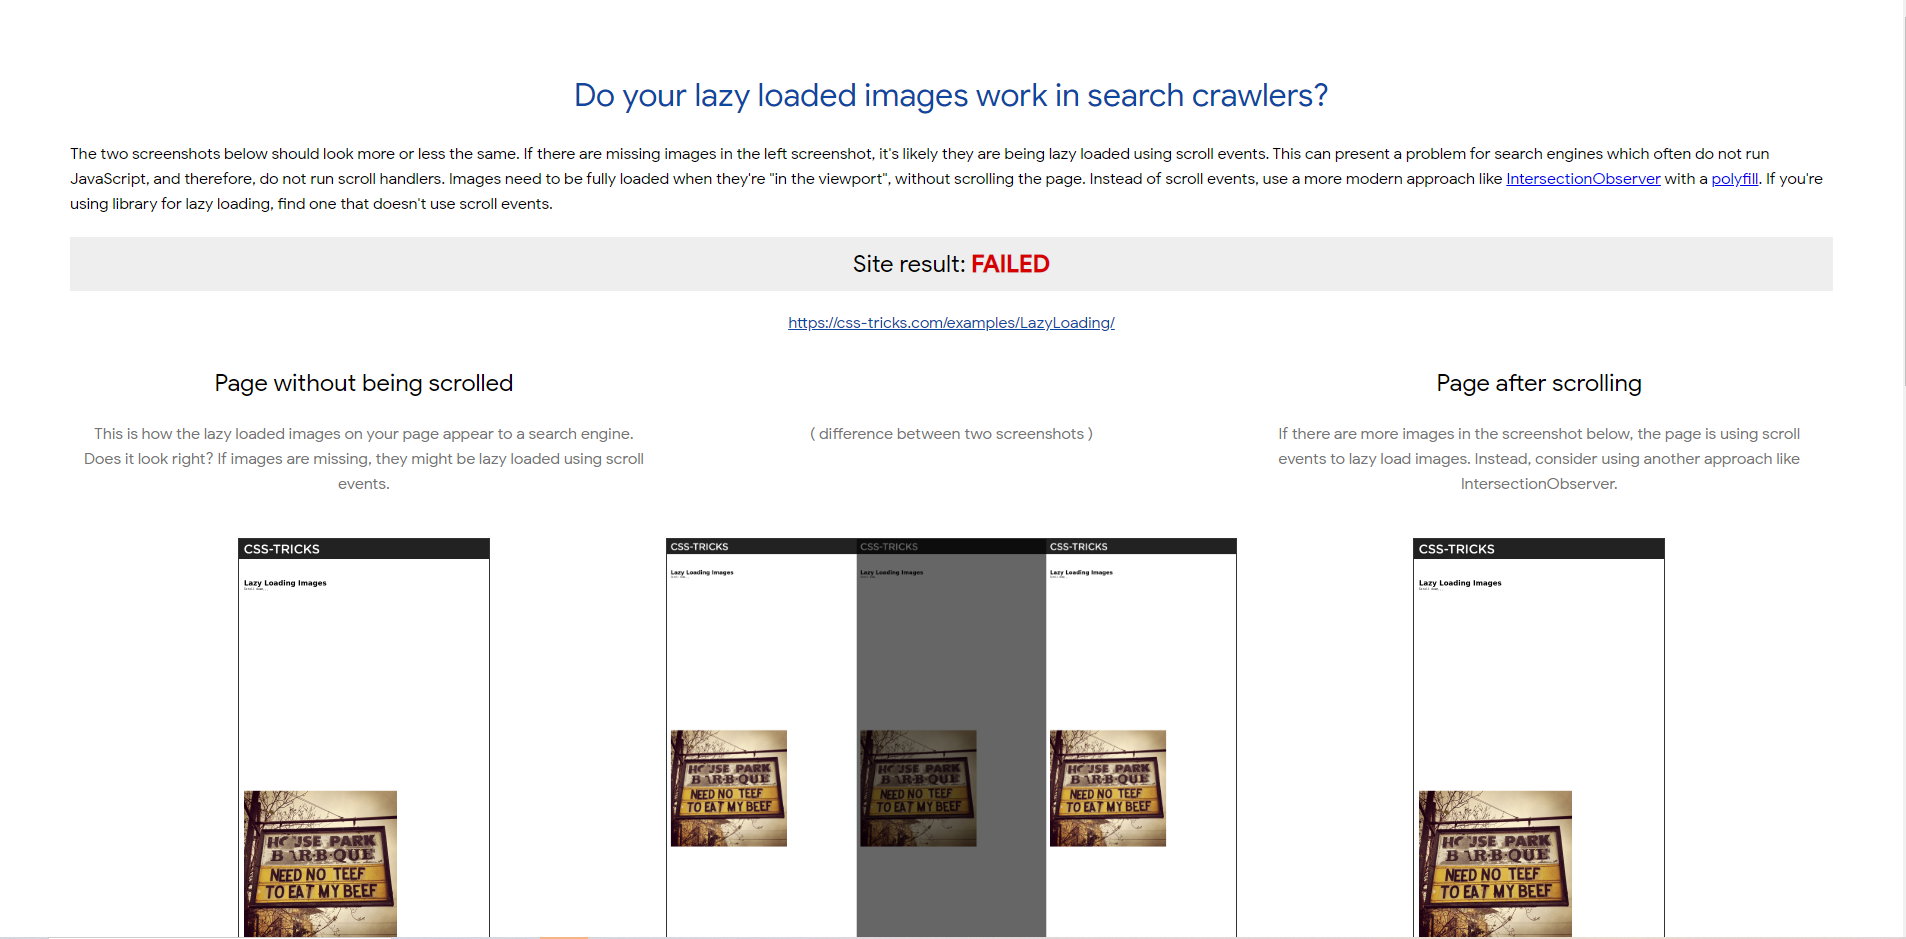 Do your lazy loaded images work in search crawlers?
The two screenshots below should look more or less the same. If there are missing images in the left screenshot, it's likely they are being lazy loaded using scroll events. This can present a problem for search engines which often do not run
JavaScript, and therefore, do not run scroll handlers. Images need to be fully loaded when they're "in the viewport", without scrolling the page. Instead of scroll events, use a more modern approach like IntersectionObserver with a polyfill. If you're
using library for lazy loading, find one that doesn't use scroll events.
Site result: FAILED
https://css-tricks.com/examples/LazyLoading/
Page without being scrolled
This is how the lazy loaded images on your page appear to a search engine.
Does it look right? If images are missing, they might be lazy loaded using scroll
events.
( difference between two screenshots )
Page after scrolling
If there are more images in the screenshot below, the page is using scroll
events to lazy load images. Instead, consider using another approach like
IntersectionObserver.
CSS-TRICKS
Lazy Loading Images
HO'JSE PARK
B R·B·QUE
NEED NO TEEF
TO EAT MY BEEF
CSS-TRICKS
Lazy Loading Images
JSE PARK
B R·B·QUE
NEED NO TEEF
TO EAT MY BEEF
CSS-TRICKS
Lazy Loading Images
JSE PARK
B R·B·QUE
NEED NO TEEF
TO EAT MY BEEF
CSS-TRICKS
Lazy Loading Images
JSE PARK
B R·B·QUE
NEED NO TEEF
TO EAT MY BEEF
CSS-TRICKS
Lazy Loading Images
JSE PARK
B R·B·QUE
NEED NO TEEF
TO EAT MY BEEF